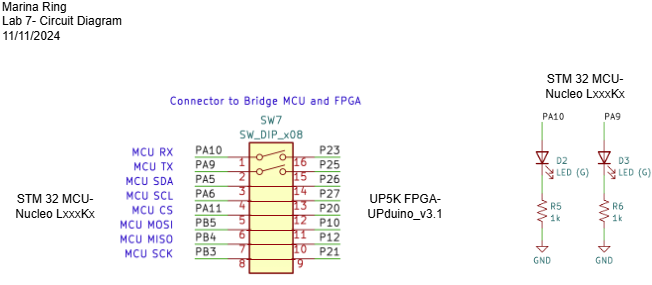 Marina Ring
Lab 7- Circuit Diagram
11/11/2024
Connector to Bridge MCU and FPGA
SW7
SW_DIP_x08
MCU RX PA10 1 16 P23
MCU TX PA9 2 15 P25
MCU SDA PA5 3 14 P26
MCU SCL PA6 4 13 P27
MCU CS PA11 5 12 P20
MCU MOSI PB5 6 11 P10
MCU MISO PB4 7 10 P12
MCU SCK PB3 8 9 P21
STM 32 MCU-
Nucleo LxxxKx
UP5K FPGA-
UPduino_v3.1
STM 32 MCU-
Nucleo LxxxKx
PA10 PA9
D2 D3
LED (G) LED (G)
R5 R6
1k 1k
GND GND